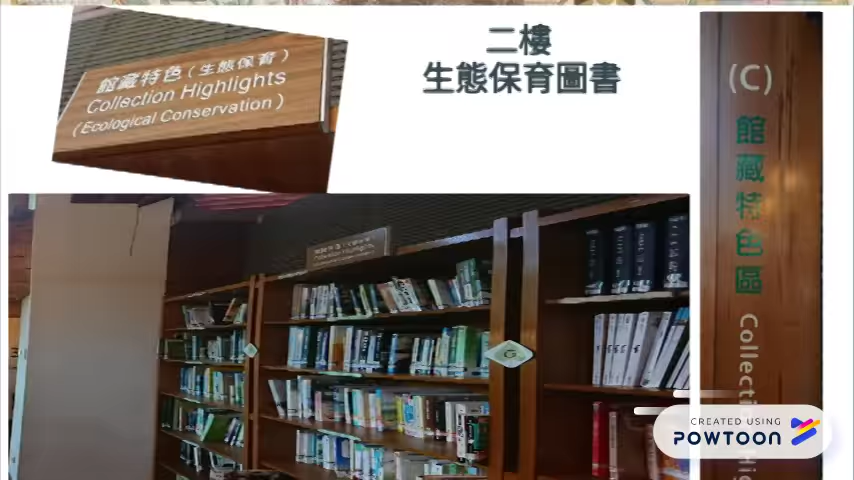 館藏特色（生態保育）
Collection Highlights
(Ecological Conservation)
二樓
生態保育圖書
(C)
館藏特色區
G
CREATED USING
POWTOON